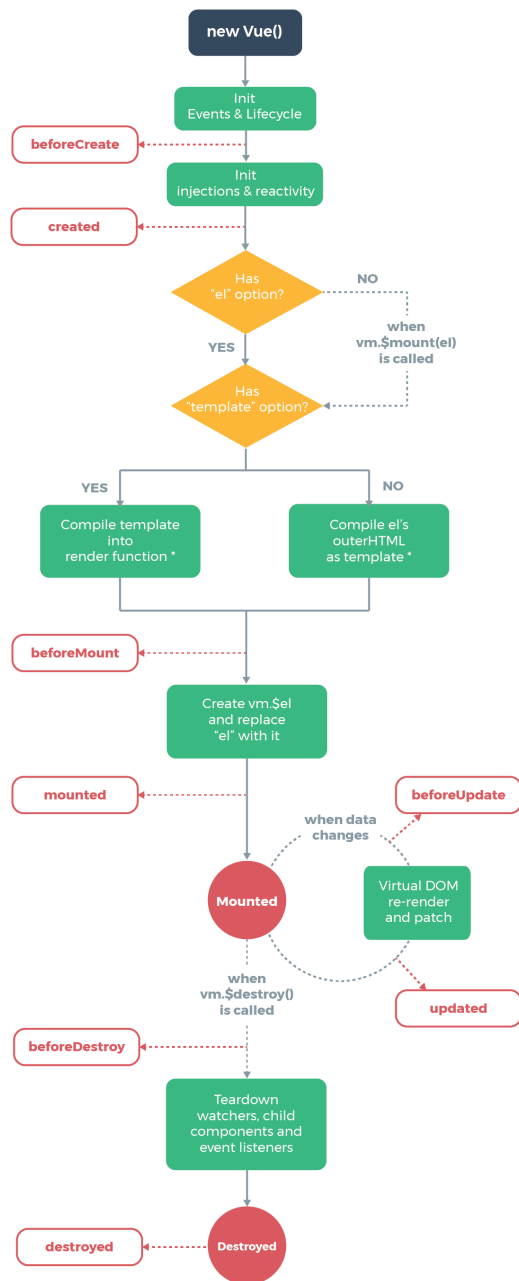 new Vue()
Init
Events & Lifecycle
beforeCreate
Init
injections & reactivity
created
Has
“el” option?
NO
when
vm.$mount(el)
is called
YES
Has
“template” option?
YES
NO
Compile template
into
render function *
Compile el’s
outerHTML
as template *
beforeMount
Create vm.$el
and replace
“el” with it
mounted
beforeUpdate
when data
changes
Mounted
Virtual DOM
re-render
and patch
when
vm.$destroy()
is called
updated
beforeDestroy
Teardown
watchers, child
components and
event listeners
destroyed
Destroyed